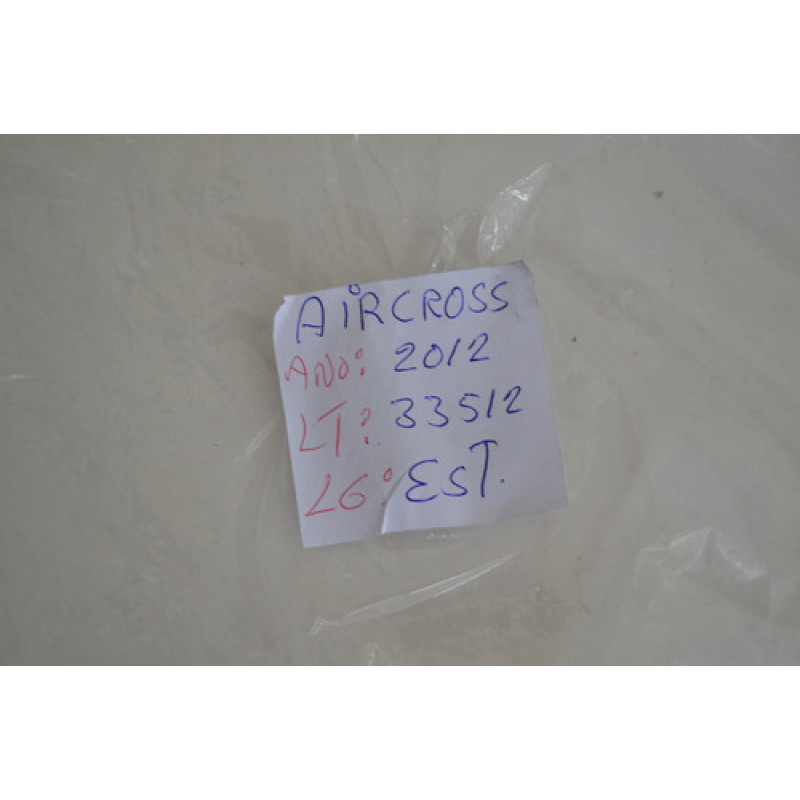 AIRCROSS
ANO: 2012
LT: 33512
LG: EST.